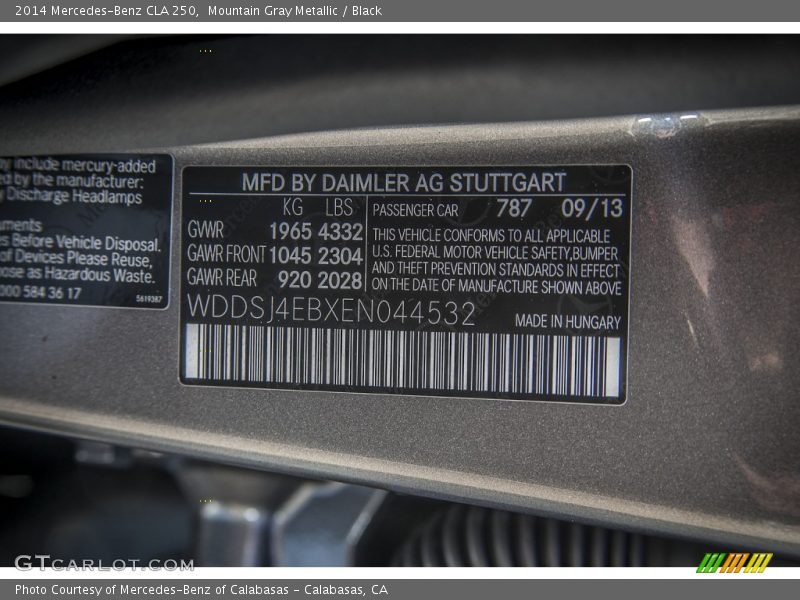 2014 Mercedes-Benz CLA 250,  Mountain Gray Metallic / Black
include mercury-added
ed by the manufacturer:
Discharge Headlamps
uments
es Before Vehicle Disposal.
of Devices Please Reuse,
ose as Hazardous Waste.
000 584 36 17
5619387
MFD BY DAIMLER AG STUTTGART
KG LBS
GWR 1965 4332
GAWR FRONT 1045 2304
GAWR REAR 920 2028
PASSENGER CAR 787 09/13
THIS VEHICLE CONFORMS TO ALL APPLICABLE
U.S. FEDERAL MOTOR VEHICLE SAFETY,BUMPER
AND THEFT PREVENTION STANDARDS IN EFFECT
ON THE DATE OF MANUFACTURE SHOWN ABOVE
WDDSJ4EBXEN044532
MADE IN HUNGARY
GTCARLOT.COM
Photo Courtesy of Mercedes-Benz of Calabasas - Calabasas, CA